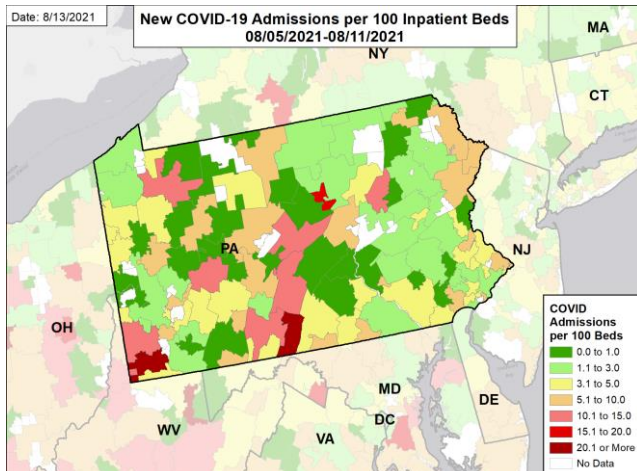 Date: 8/13/2021
New COVID-19 Admissions per 100 Inpatient Beds
08/05/2021-08/11/2021
NY
MA
CT
PA
NJ
OH
MD
DE
DC
WV
VA
COVID
Admissions
per 100 Beds
0.0 to 1.0
1.1 to 3.0
3.1 to 5.0
5.1 to 10.0
10.1 to 15.0
15.1 to 20.0
20.1 or More
No Data